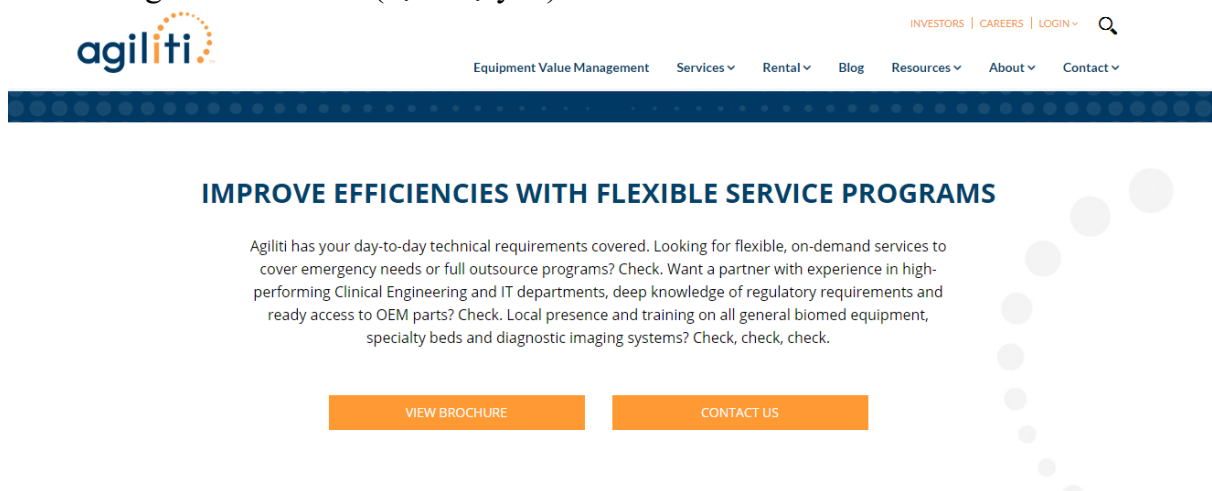 agiliti
INVESTORS | CAREERS | LOGIN
Equipment Value Management Services Rental Blog Resources About Contact
IMPROVE EFFICIENCIES WITH FLEXIBLE SERVICE PROGRAMS
Agiliti has your day-to-day technical requirements covered. Looking for flexible, on-demand services to
cover emergency needs or full outsource programs? Check. Want a partner with experience in high-
performing Clinical Engineering and IT departments, deep knowledge of regulatory requirements and
ready access to OEM parts? Check. Local presence and training on all general biomed equipment,
specialty beds and diagnostic imaging systems? Check, check, check.
VIEW BROCHURE CONTACT US